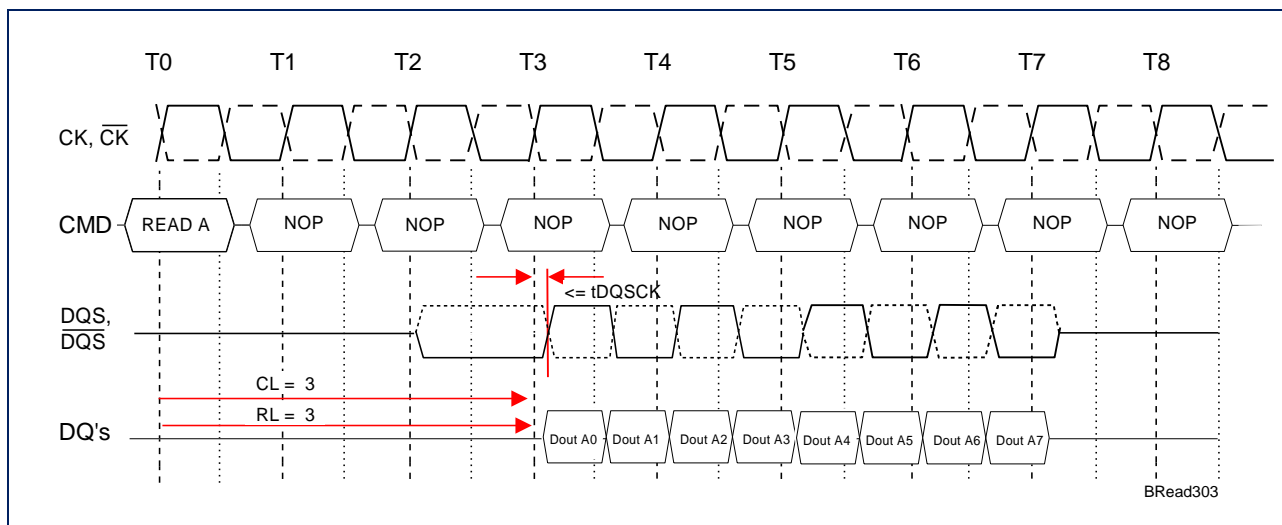 T0 T1 T2 T3 T4 T5 T6 T7 T8
CK, C̅K̅
CMD READ A NOP NOP NOP NOP NOP NOP NOP NOP
<= tDQSCK
DQS,
D̅Q̅S̅
CL = 3
RL = 3
DQ's Dout A0 Dout A1 Dout A2 Dout A3 Dout A4 Dout A5 Dout A6 Dout A7
BRead303